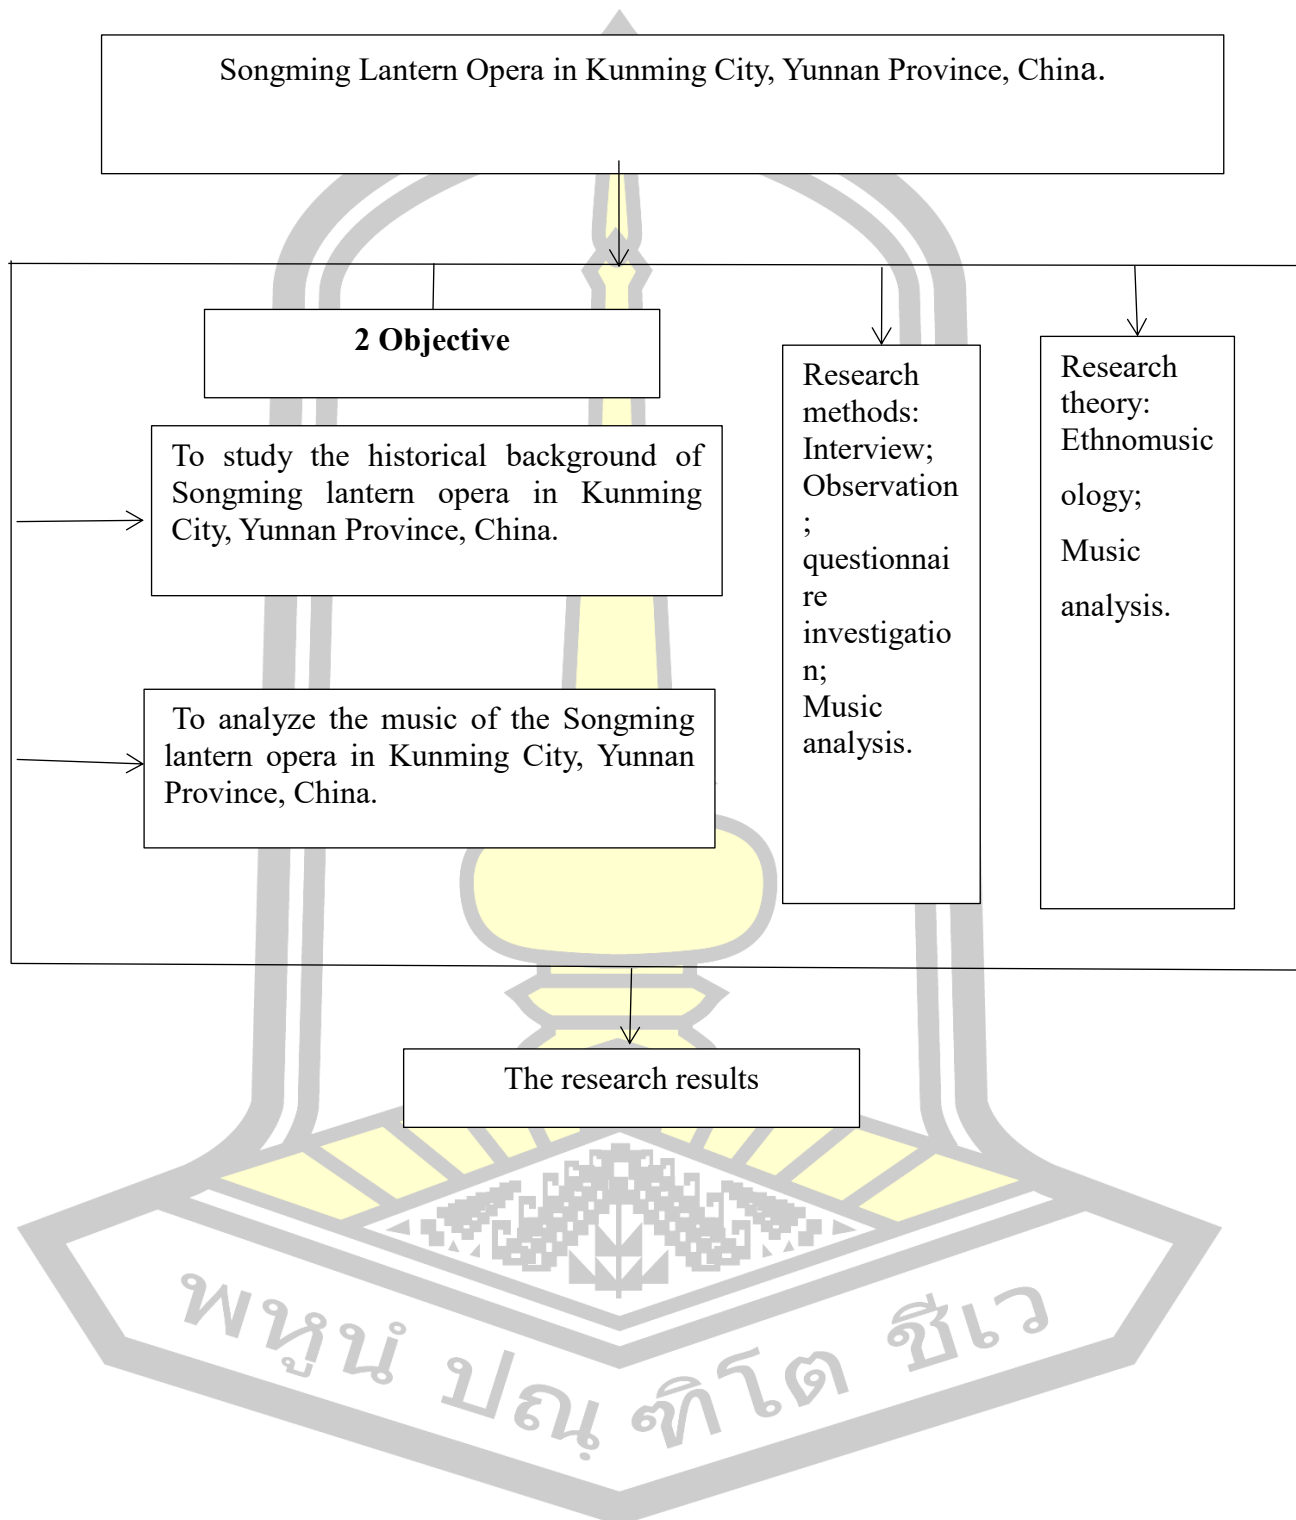 Songming Lantern Opera in Kunming City, Yunnan Province, China.
2 Objective
To study the historical background of
Songming lantern opera in Kunming
City, Yunnan Province, China.
To analyze the music of the Songming
lantern opera in Kunming City, Yunnan
Province, China.
Research
methods:
Interview;
Observation
;
questionnai
re
investigatio
n;
Music
analysis.
Research
theory:
Ethnomusic
ology;
Music
analysis.
The research results
พหูนํ ปณฺฑิโต ชีเว